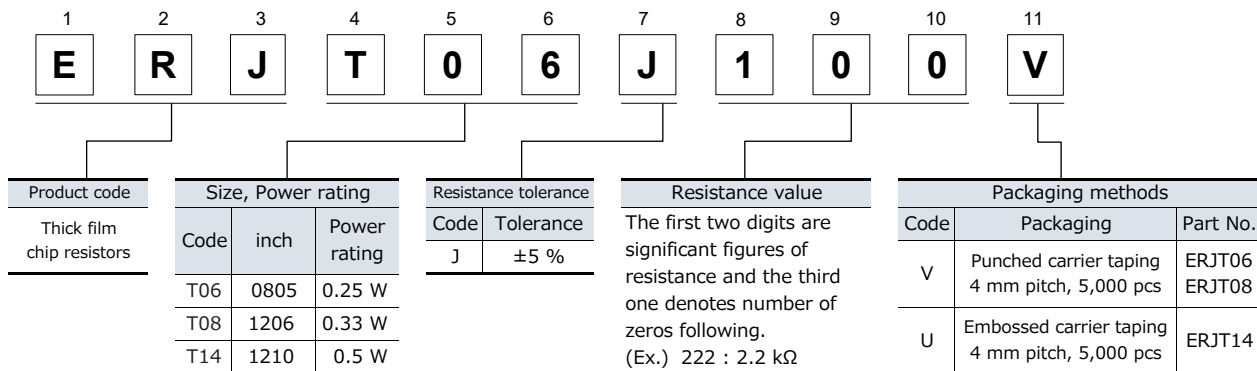 1 2 3 4 5 6 7 8 9 10 11
E R J T 0 6 J 1 0 0 V
Product code
Thick film
chip resistors
Size, Power rating
Code inch Power rating
T06 0805 0.25 W
T08 1206 0.33 W
T14 1210 0.5 W
Resistance tolerance
Code Tolerance
J ±5 %
Resistance value
The first two digits are
significant figures of
resistance and the third
one denotes number of
zeros following.
(Ex.) 222 : 2.2 kΩ
Packaging methods
Code Packaging Part No.
V Punched carrier taping ERJT06
4 mm pitch, 5,000 pcs ERJT08
U Embossed carrier taping ERJT14
4 mm pitch, 5,000 pcs